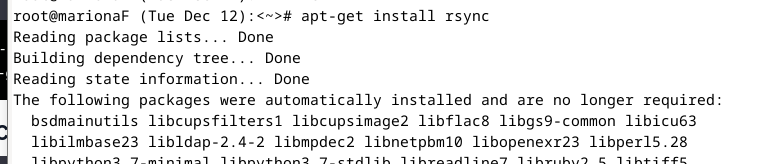 root@marionaF (Tue Dec 12):<~># apt-get install rsync
Reading package lists... Done
Building dependency tree... Done
Reading state information... Done
The following packages were automatically installed and are no longer required:
  bsdmainutils libcupsfilters1 libcupsimage2 libflac8 libgs9-common libicu63
  libilmbase23 libldap-2.4-2 libmpdec2 libnetpbm10 libopenexr23 libperl5.28
  libpython3.7-minimal libpython3.7-stdlib libreadline7 libruby2.5 libtiff5